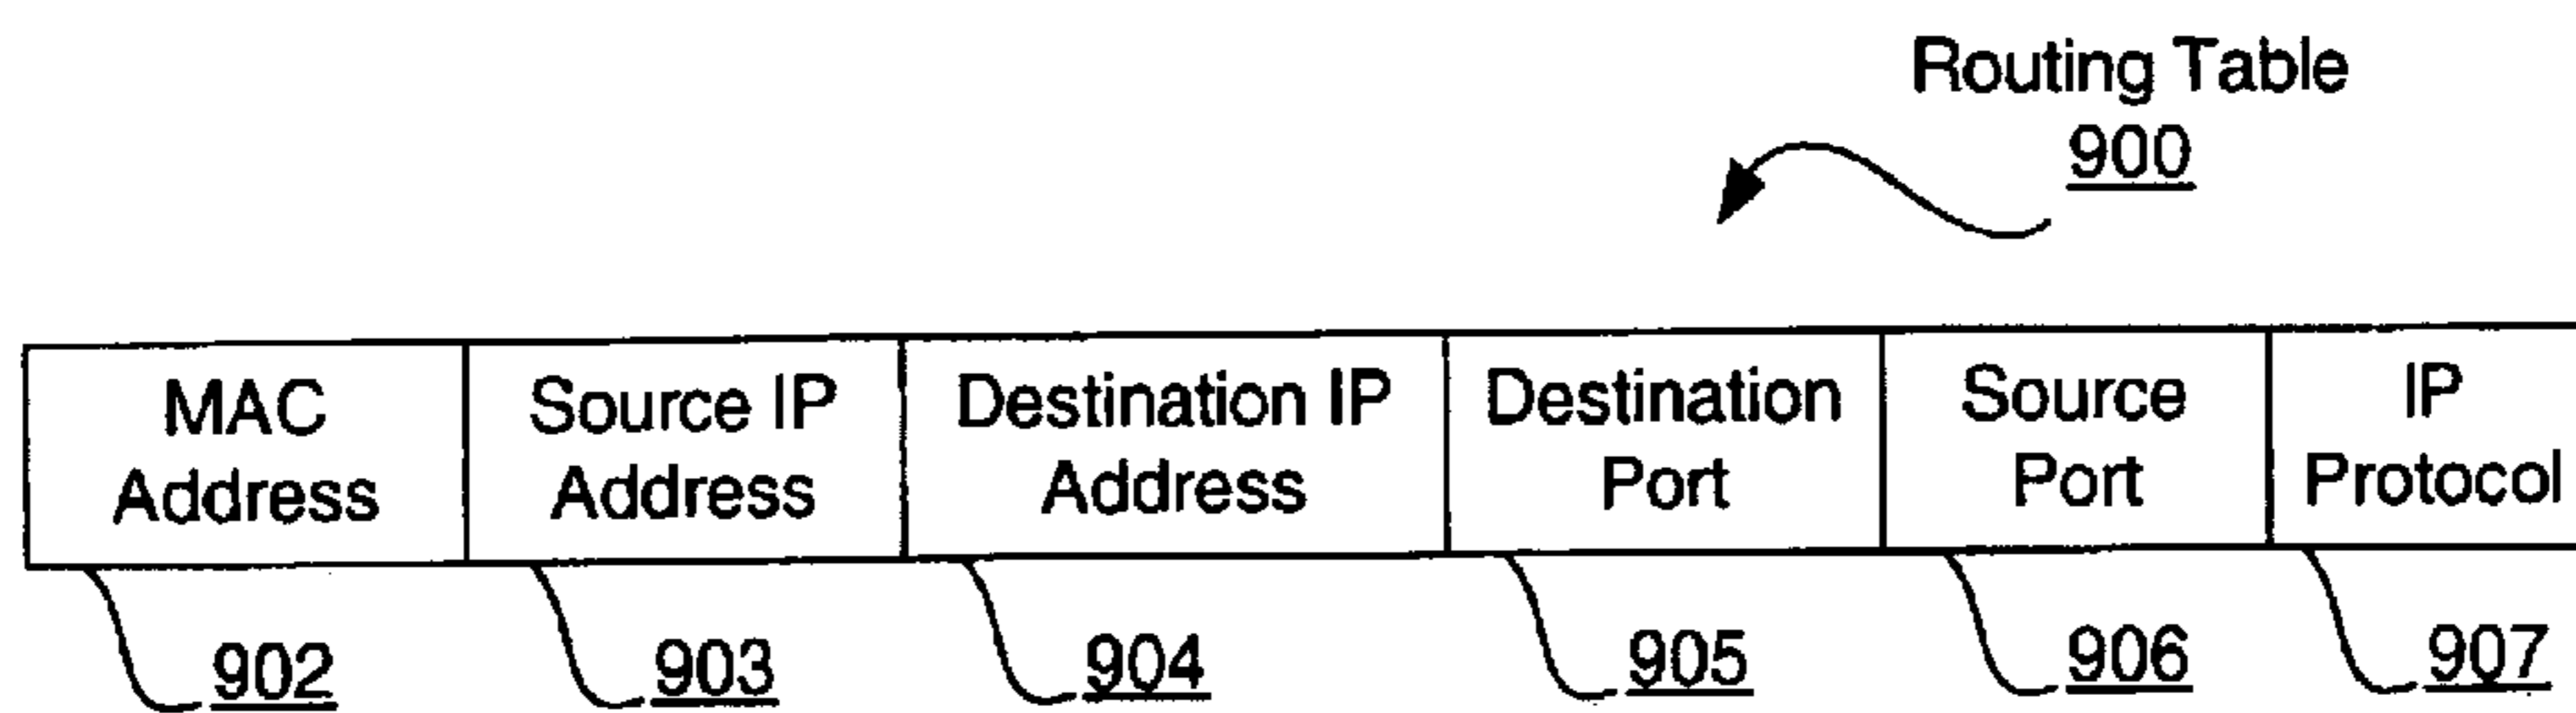 Routing Table
900
MAC
Address
Source IP
Address
Destination IP
Address
Destination
Port
Source
Port
IP
Protocol
902
903
904
905
906
907